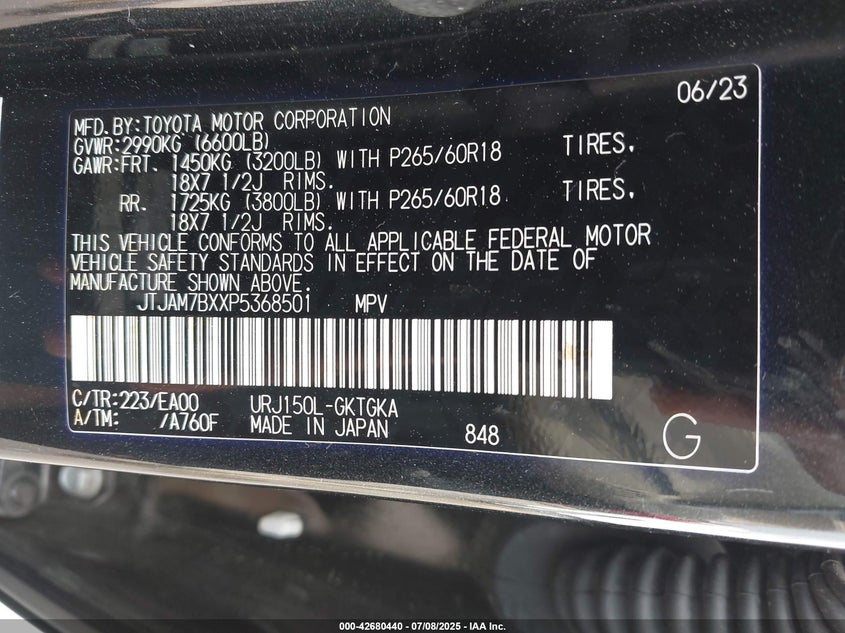 06/23
MFD.BY:TOYOTA MOTOR CORPORATION
GVWR:2990KG (6600LB)
GAWR:FRT. 1450KG (3200LB) WITH P265/60R18 TIRES,
18X7 1/2J RIMS.
RR. 1725KG (3800LB) WITH P265/60R18 TIRES,
18X7 1/2J RIMS.
THIS VEHICLE CONFORMS TO ALL APPLICABLE FEDERAL MOTOR
VEHICLE SAFETY STANDARDS IN EFFECT ON THE DATE OF
MANUFACTURE SHOWN ABOVE.
JTJAM7BXXP5368501 MPV
C/TR:223/EA00 URJ150L-GKTGKA
A/TM: /A760F MADE IN JAPAN 848 G
000-42680440 - 07/08/2025 - IAA Inc.